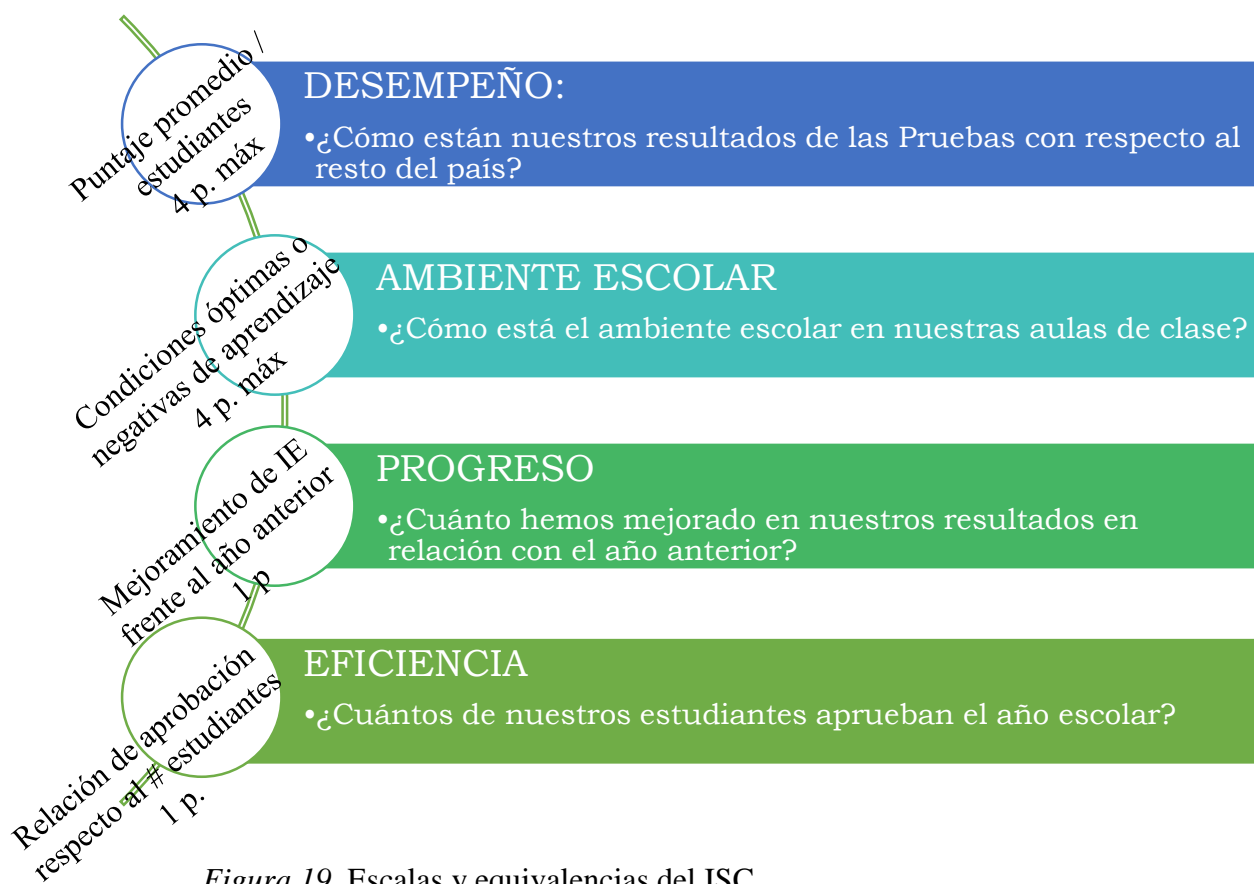 Puntaje promedio /
estudiantes
4 p. máx
DESEMPEÑO:
•¿Cómo están nuestros resultados de las Pruebas con respecto al
resto del país?
Condiciones óptimas o
negativas de aprendizaje
4 p. máx
AMBIENTE ESCOLAR
•¿Cómo está el ambiente escolar en nuestras aulas de clase?
Mejoramiento de IE
frente al año anterior
1 p
PROGRESO
•¿Cuánto hemos mejorado en nuestros resultados en
relación con el año anterior?
Relación de aprobación
respecto al # estudiantes
1 p.
EFICIENCIA
•¿Cuántos de nuestros estudiantes aprueban el año escolar?
Figura 19. Escalas y equivalencias del ISC